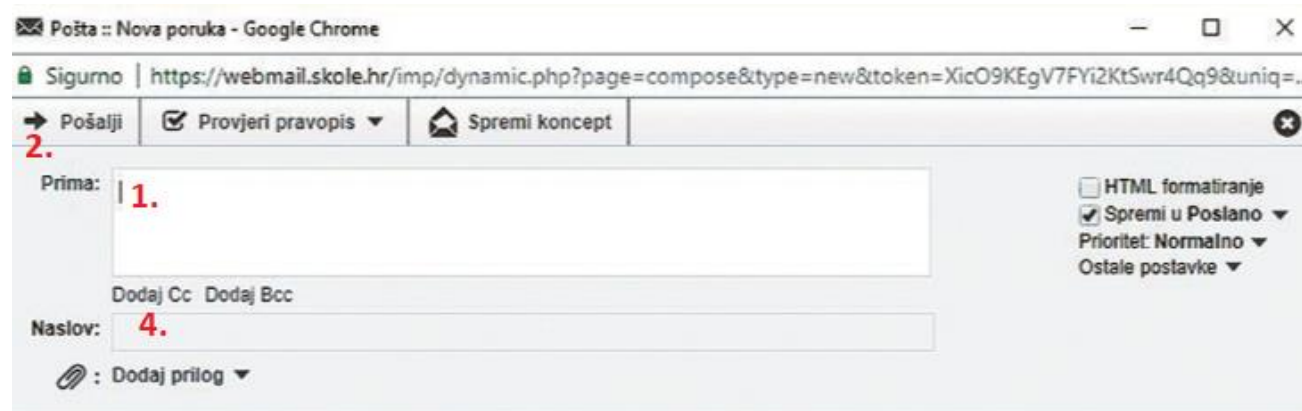 Pošta :: Nova poruka - Google Chrome
Sigurno | https://webmail.skole.hr/imp/dynamic.php?page=compose&type=new&token=XicO9KEgV7FYi2KtSwr4Qq9&uniq=..
Pošalji Provjeri pravopis Spremi koncept
2.
Prima: 1.
HTML formatiranje
Spremi u Poslano
Prioritet: Normalno
Ostale postavke
Dodaj Cc Dodaj Bcc
Naslov: 4.
: Dodaj prilog